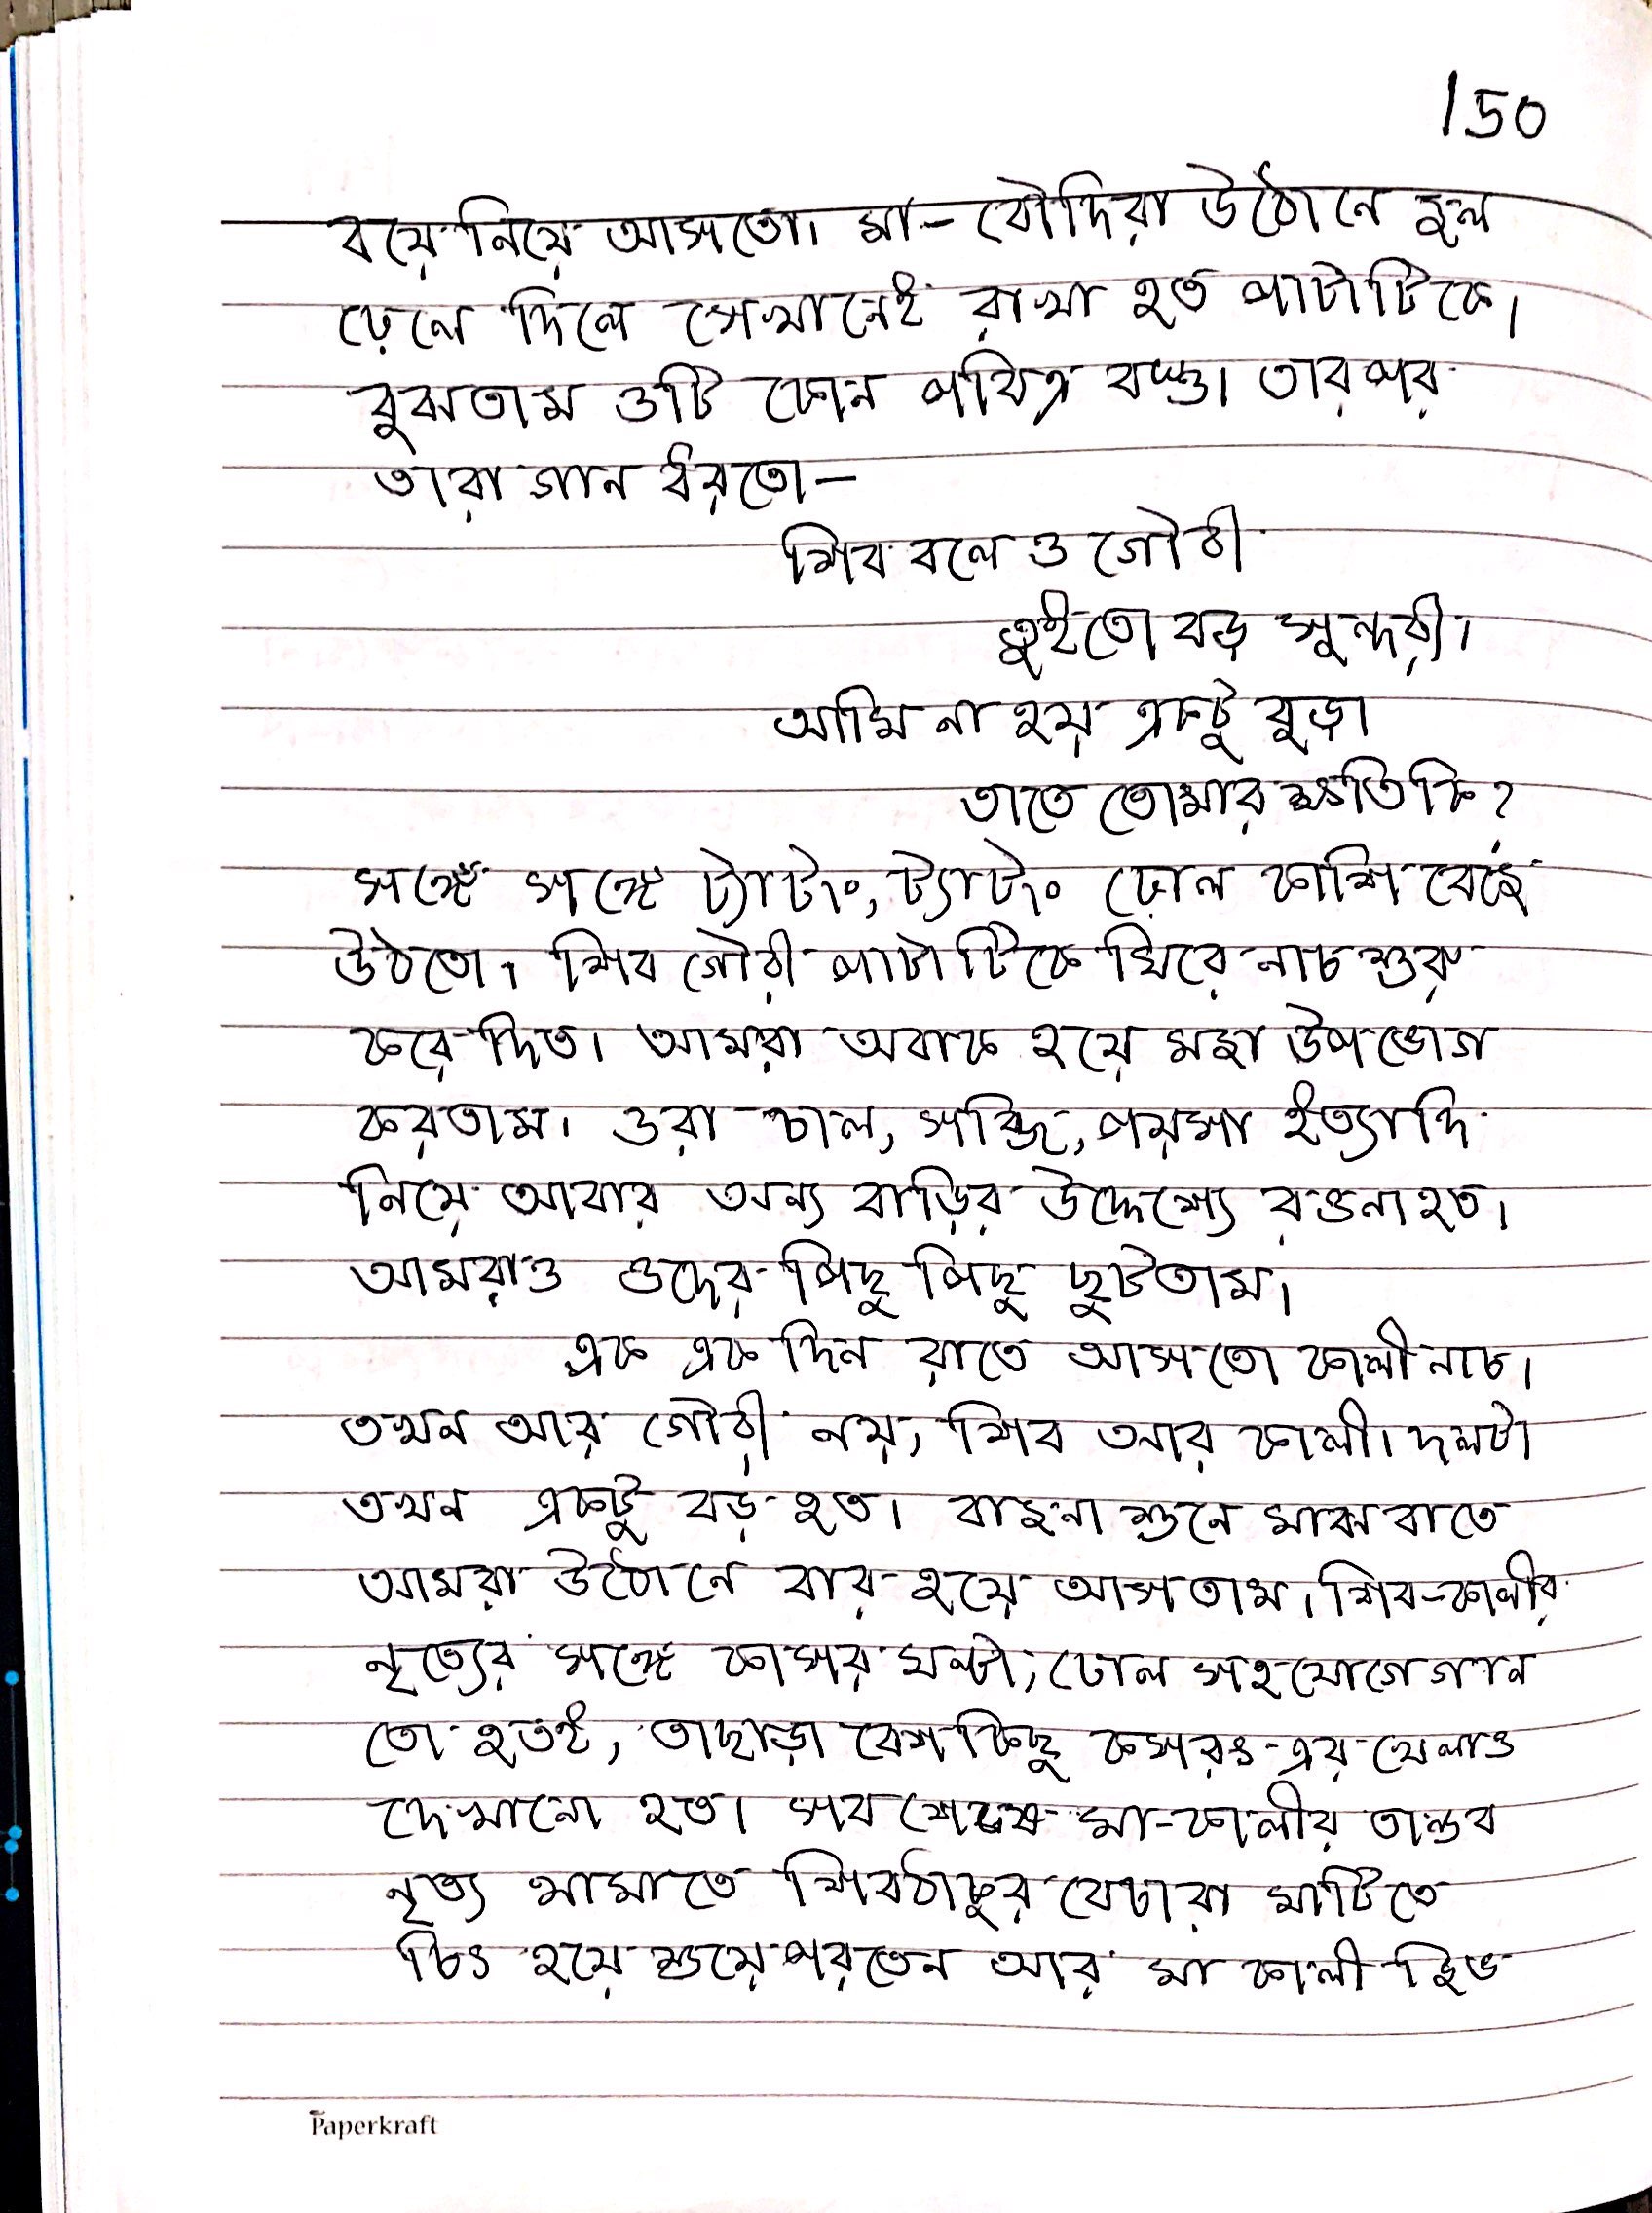 150
বয়ে নিয়ে আসতো। মা-বৌদিরা উঠোনে জল
ঢেলে দিলে সেখানেই রাখা হত পাটাটিকে।
বুঝতাম ওটি কোন পবিত্র বস্তু। তারপর
তারা গান ধরতো—
শিব বলে ও গৌরী
তুইতো বড় সুন্দরী।
আমি না হয় একটু বুড়া
তাতে তোমার ক্ষতি কি?
সঙ্গে সঙ্গে ট্যাটাং, ট্যাটাং ঢোল কাশি বেজে
উঠতো। শিব গৌরী পাটাটিকে ঘিরে নাচ শুরু
করে দিত। আমরা অবাক হয়ে মজা উপভোগ
করতাম। ওরা চাল, সব্জি, পয়সা ইত্যাদি
নিয়ে আবার অন্য বাড়ির উদ্দেশ্যে রওনা হত।
আমরাও ওদের পিছু পিছু ছুটতাম।
এক এক দিন রাতে আসতো কালী নাচ।
তখন আর গৌরী নয়, শিব আর কালী। দলটা
তখন একটু বড় হত। বাজনা শুনে মাঝ রাতে
আমরা উঠোনে বার হয়ে আসতাম। শিব-কালীর
নৃত্যের সঙ্গে কাসর ঘন্টা, ঢোল সহযোগে গান
তো হতই, তাছাড়া বেশ কিছু কসরৎ-এর খেলাও
দেখানো হত। সব শেষে মা-কালীর তান্ডব
নৃত্য থামাতে শিবঠাকুর বেচারা মাটিতে
চিৎ হয়ে শুয়ে পরতেন আর মা কালী জিভ
Paperkraft